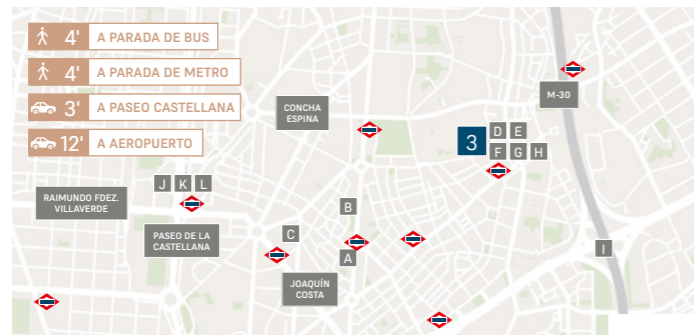 4' A PARADA DE BUS
4' A PARADA DE METRO
3' A PASEO CASTELLANA
12' A AEROPUERTO
CONCHA
ESPINA
M-30
3
D E
F G H
J K L
RAIMUNDO FDEZ.
VILLAVERDE
B
PASEO DE LA
CASTELLANA
C
A
I
JOAQUÍN
COSTA